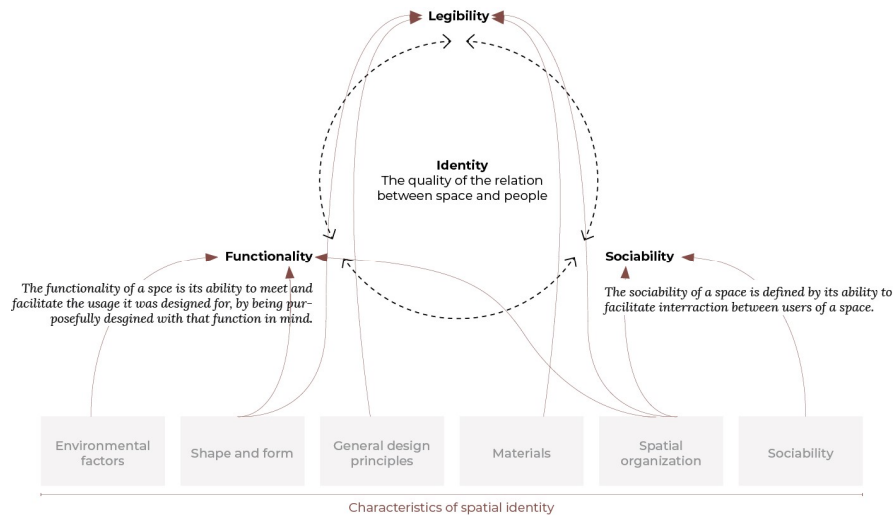 Legibility
Identity
The quality of the relation
between space and people
Functionality
The functionality of a spce is its ability to meet and
facilitate the usage it was designed for, by being pur-
posefully desgined with that function in mind.
Sociability
The sociability of a space is defined by its ability to
facilitate interraction between users of a space.
Environmental
factors
Shape and form
General design
principles
Materials
Spatial
organization
Sociability
Characteristics of spatial identity